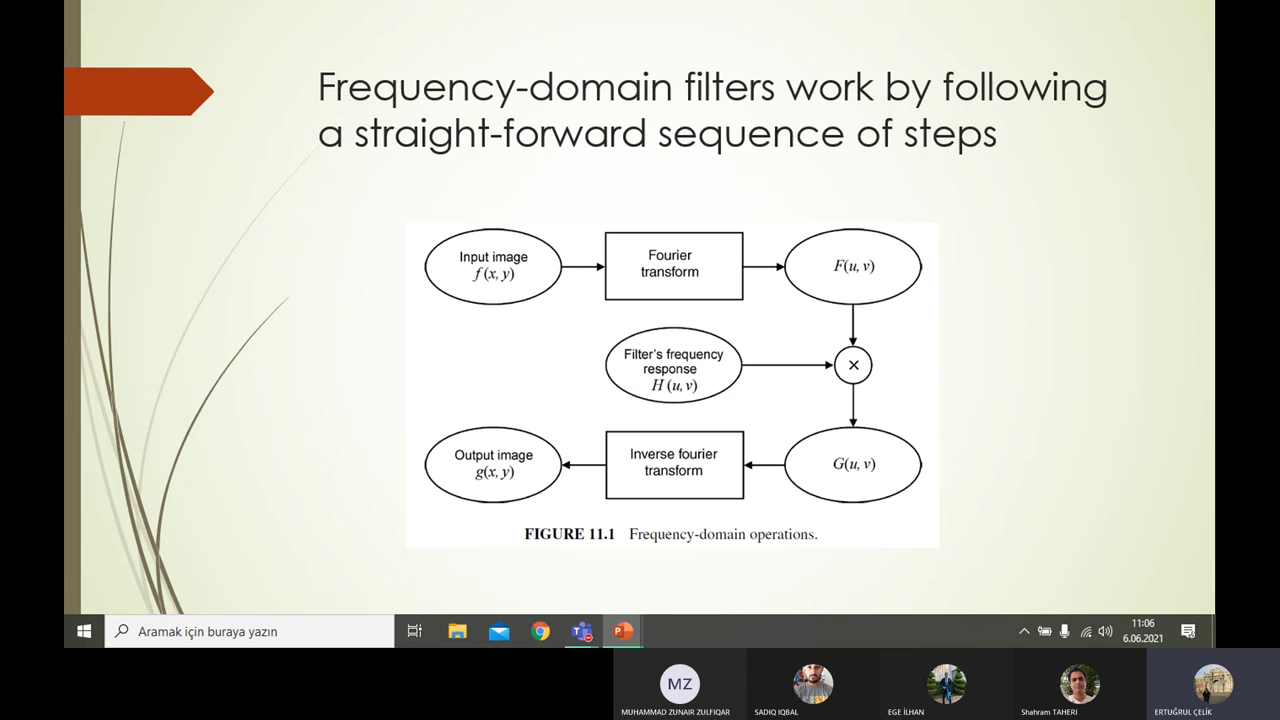 Frequency-domain filters work by following
a straight-forward sequence of steps
Input image
f (x, y)
Fourier
transform
F(u, v)
Filter's frequency
response
H (u, v)
×
Output image
g(x, y)
Inverse fourier
transform
G(u, v)
FIGURE 11.1 Frequency-domain operations.
Aramak için buraya yazın
11:06
6.06.2021
MZ
MUHAMMAD ZUNAIR ZULFIQAR
SADIQ IQBAL
EGE İLHAN
Shahram TAHERI
ERTUĞRUL ÇELİK